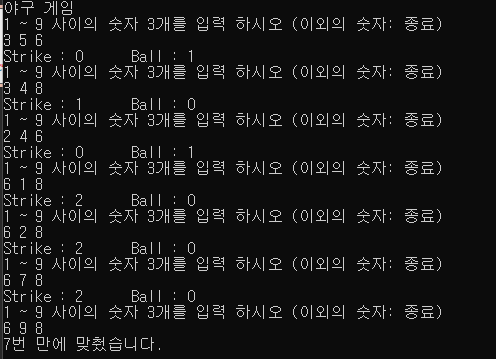 야구 게임
1 ~ 9 사이의 숫자 3개를 입력 하시오 (이외의 숫자: 종료)
3 5 6
Strike : 0 Ball : 1
1 ~ 9 사이의 숫자 3개를 입력 하시오 (이외의 숫자: 종료)
3 4 8
Strike : 1 Ball : 0
1 ~ 9 사이의 숫자 3개를 입력 하시오 (이외의 숫자: 종료)
2 4 6
Strike : 0 Ball : 1
1 ~ 9 사이의 숫자 3개를 입력 하시오 (이외의 숫자: 종료)
6 1 8
Strike : 2 Ball : 0
1 ~ 9 사이의 숫자 3개를 입력 하시오 (이외의 숫자: 종료)
6 2 8
Strike : 2 Ball : 0
1 ~ 9 사이의 숫자 3개를 입력 하시오 (이외의 숫자: 종료)
6 7 8
Strike : 2 Ball : 0
1 ~ 9 사이의 숫자 3개를 입력 하시오 (이외의 숫자: 종료)
6 9 8
7번 만에 맞췄습니다.